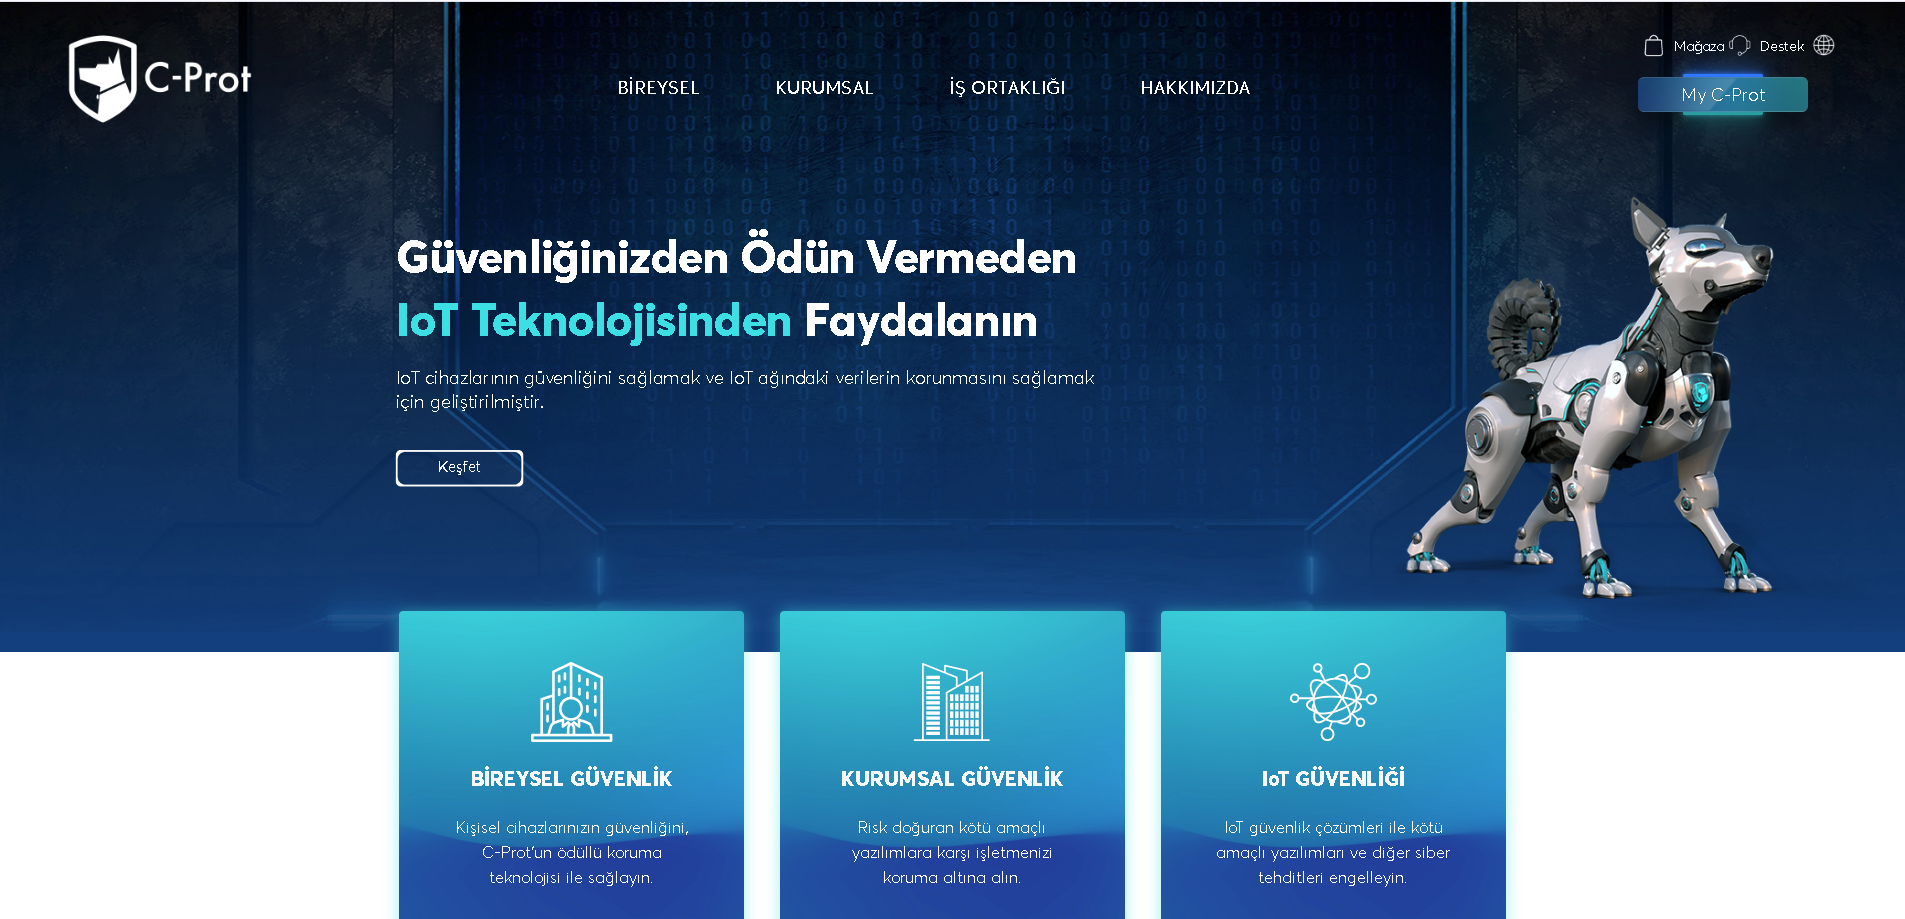 C-Prot
BİREYSEL
KURUMSAL
İŞ ORTAKLIĞI
HAKKIMIZDA
Mağaza
Destek
My C-Prot
Güvenliğinizden Ödün Vermeden
IoT Teknolojisinden Faydalanın
IoT cihazlarının güvenliğini sağlamak ve IoT ağındaki verilerin korunmasını sağlamak
için geliştirilmiştir.
Keşfet
BİREYSEL GÜVENLİK
Kişisel cihazlarınızın güvenliğini,
C-Prot'un ödüllü koruma
teknolojisi ile sağlayın.
KURUMSAL GÜVENLİK
Risk doğuran kötü amaçlı
yazılımlara karşı işletmenizi
koruma altına alın.
IoT GÜVENLİĞİ
IoT güvenlik çözümleri ile kötü
amaçlı yazılımları ve diğer siber
tehditleri engelleyin.